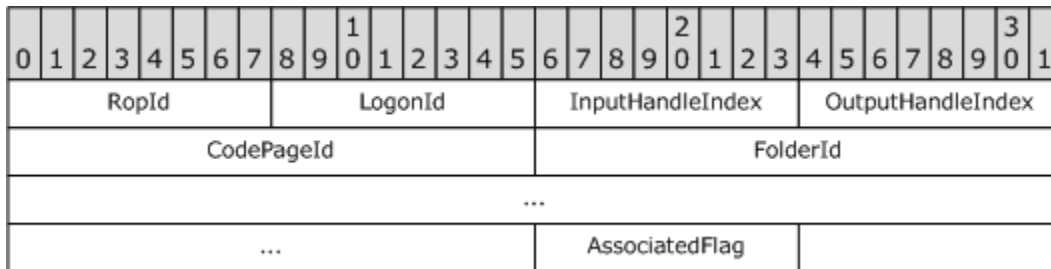 1 2 3
0 1 2 3 4 5 6 7 8 9 0 1 2 3 4 5 6 7 8 9 0 1 2 3 4 5 6 7 8 9 0 1
RopId LogonId InputHandleIndex OutputHandleIndex
CodePageId FolderId
...
... AssociatedFlag